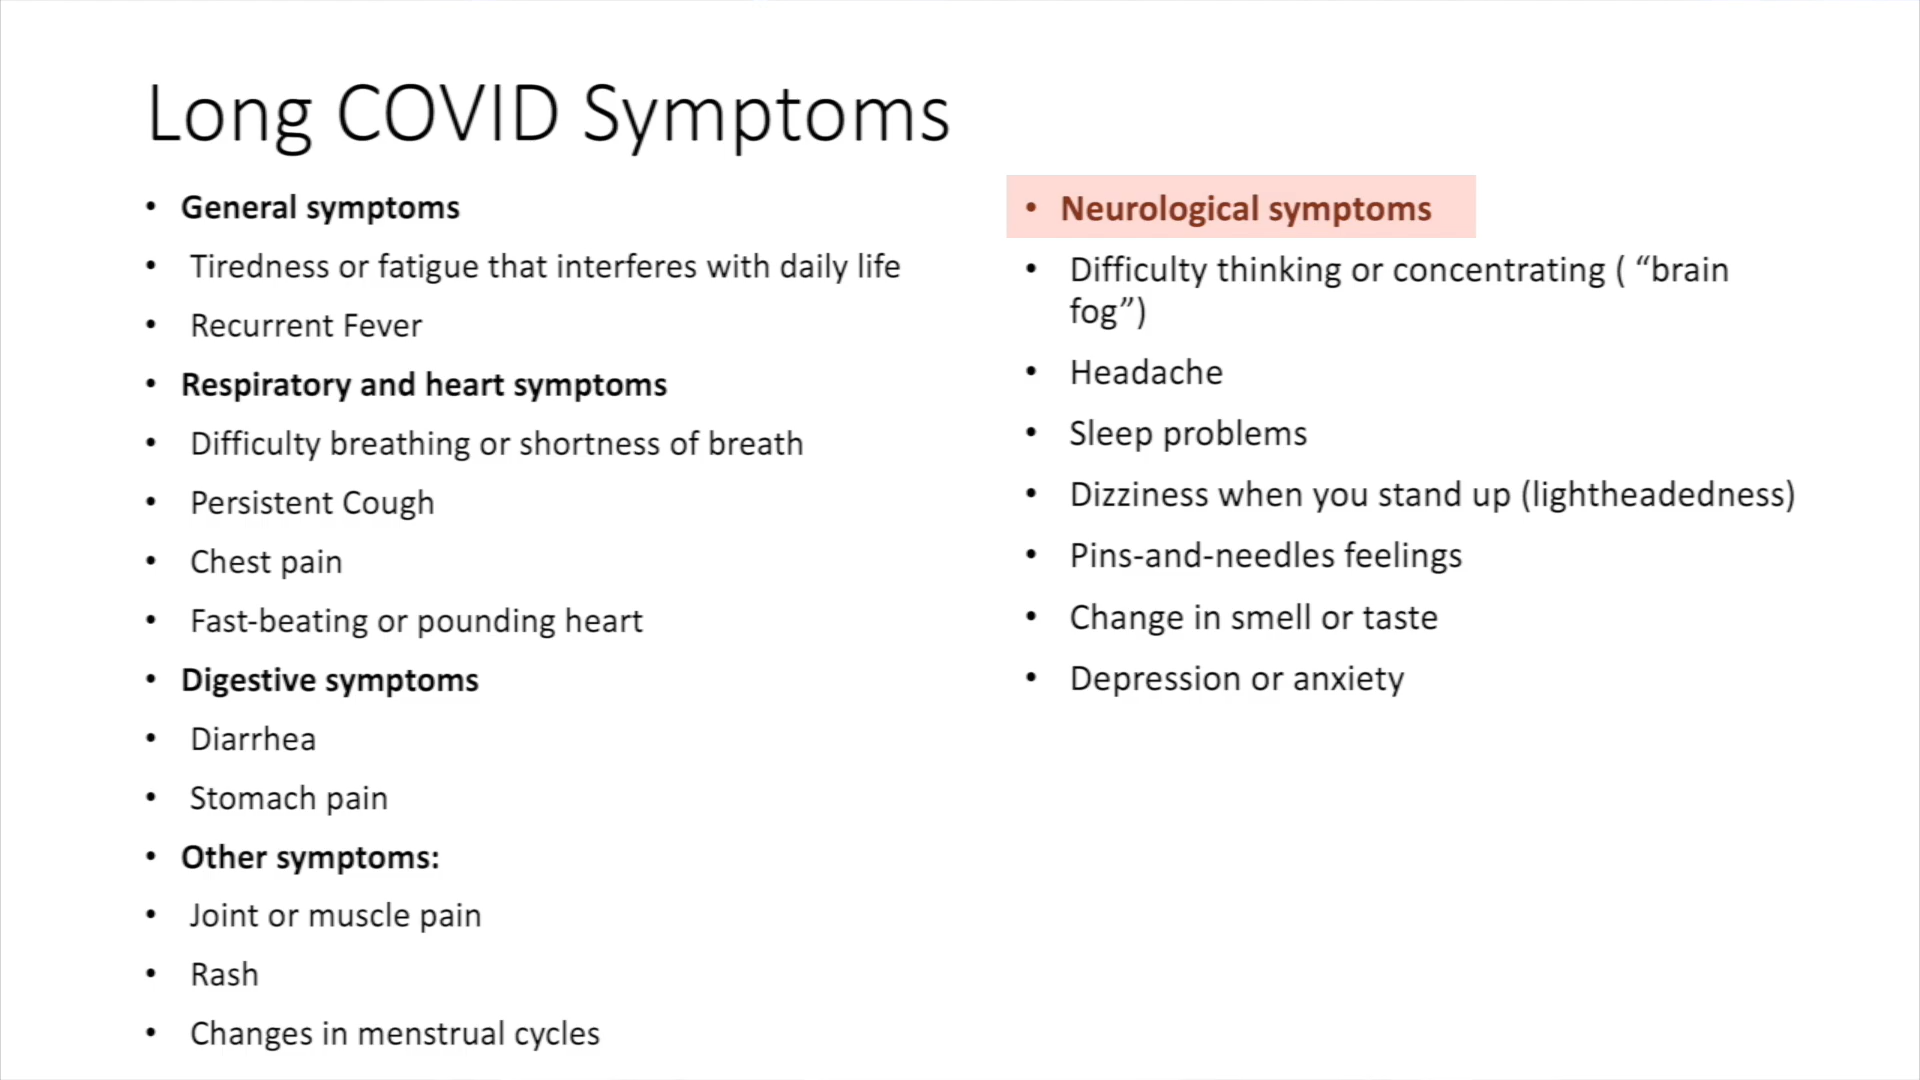 Long COVID Symptoms
• General symptoms
• Tiredness or fatigue that interferes with daily life
• Recurrent Fever
• Respiratory and heart symptoms
• Difficulty breathing or shortness of breath
• Persistent Cough
• Chest pain
• Fast-beating or pounding heart
• Digestive symptoms
• Diarrhea
• Stomach pain
• Other symptoms:
• Joint or muscle pain
• Rash
• Changes in menstrual cycles
• Neurological symptoms
• Difficulty thinking or concentrating ( “brain
fog”)
• Headache
• Sleep problems
• Dizziness when you stand up (lightheadedness)
• Pins-and-needles feelings
• Change in smell or taste
• Depression or anxiety